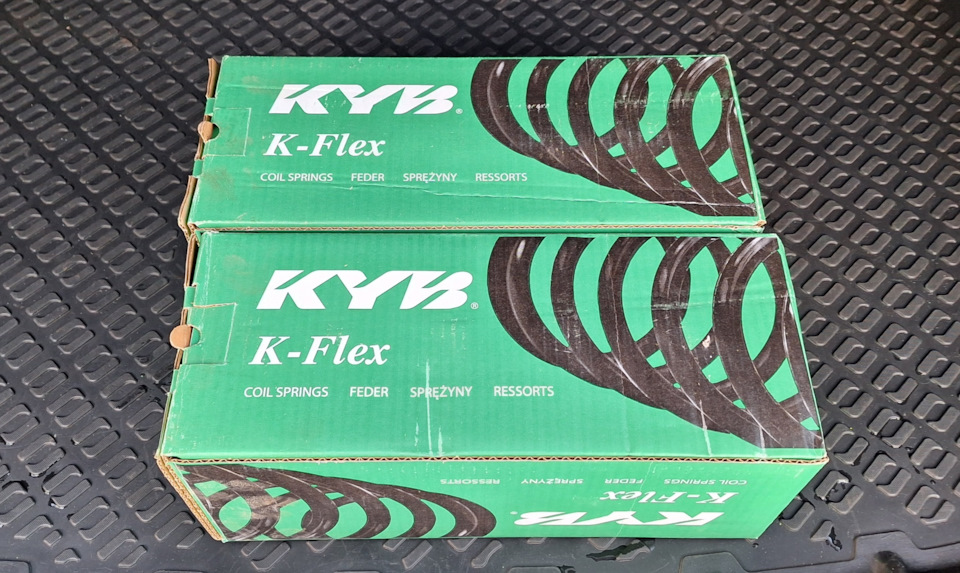 KYB®
K-Flex
COIL SPRINGS FEDER SPRĘŻYNY RESSORTS
KYB®
K-Flex
COIL SPRINGS FEDER SPRĘŻYNY RESSORTS
COIL SPRINGS FEDER SPRĘŻYNY RESSORTS
K-Flex
KYB